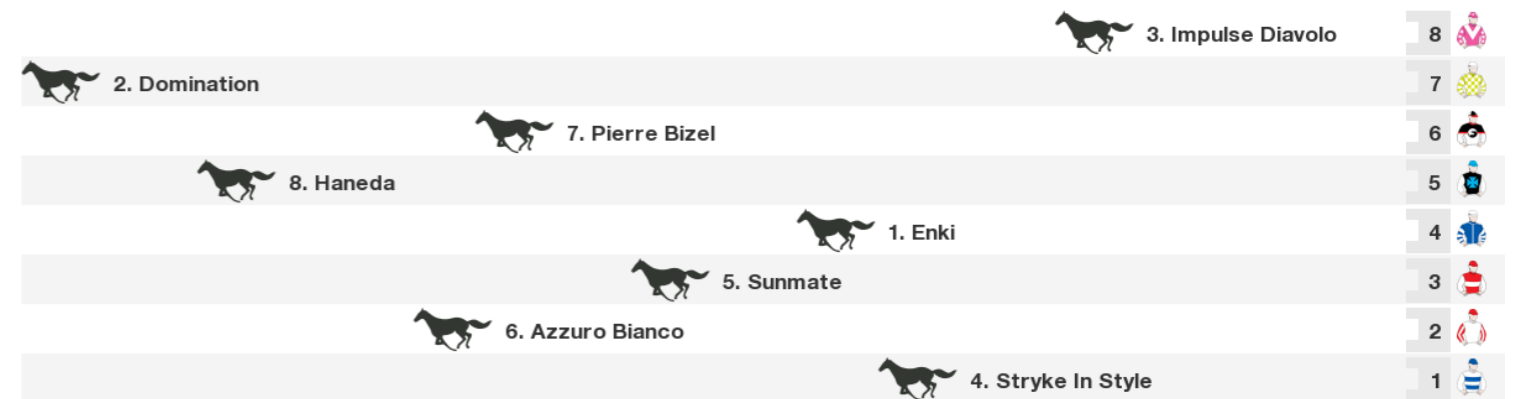 3. Impulse Diavolo 8
2. Domination 7
7. Pierre Bizel 6
8. Haneda 5
1. Enki 4
5. Sunmate 3
6. Azzuro Bianco 2
4. Stryke In Style 1